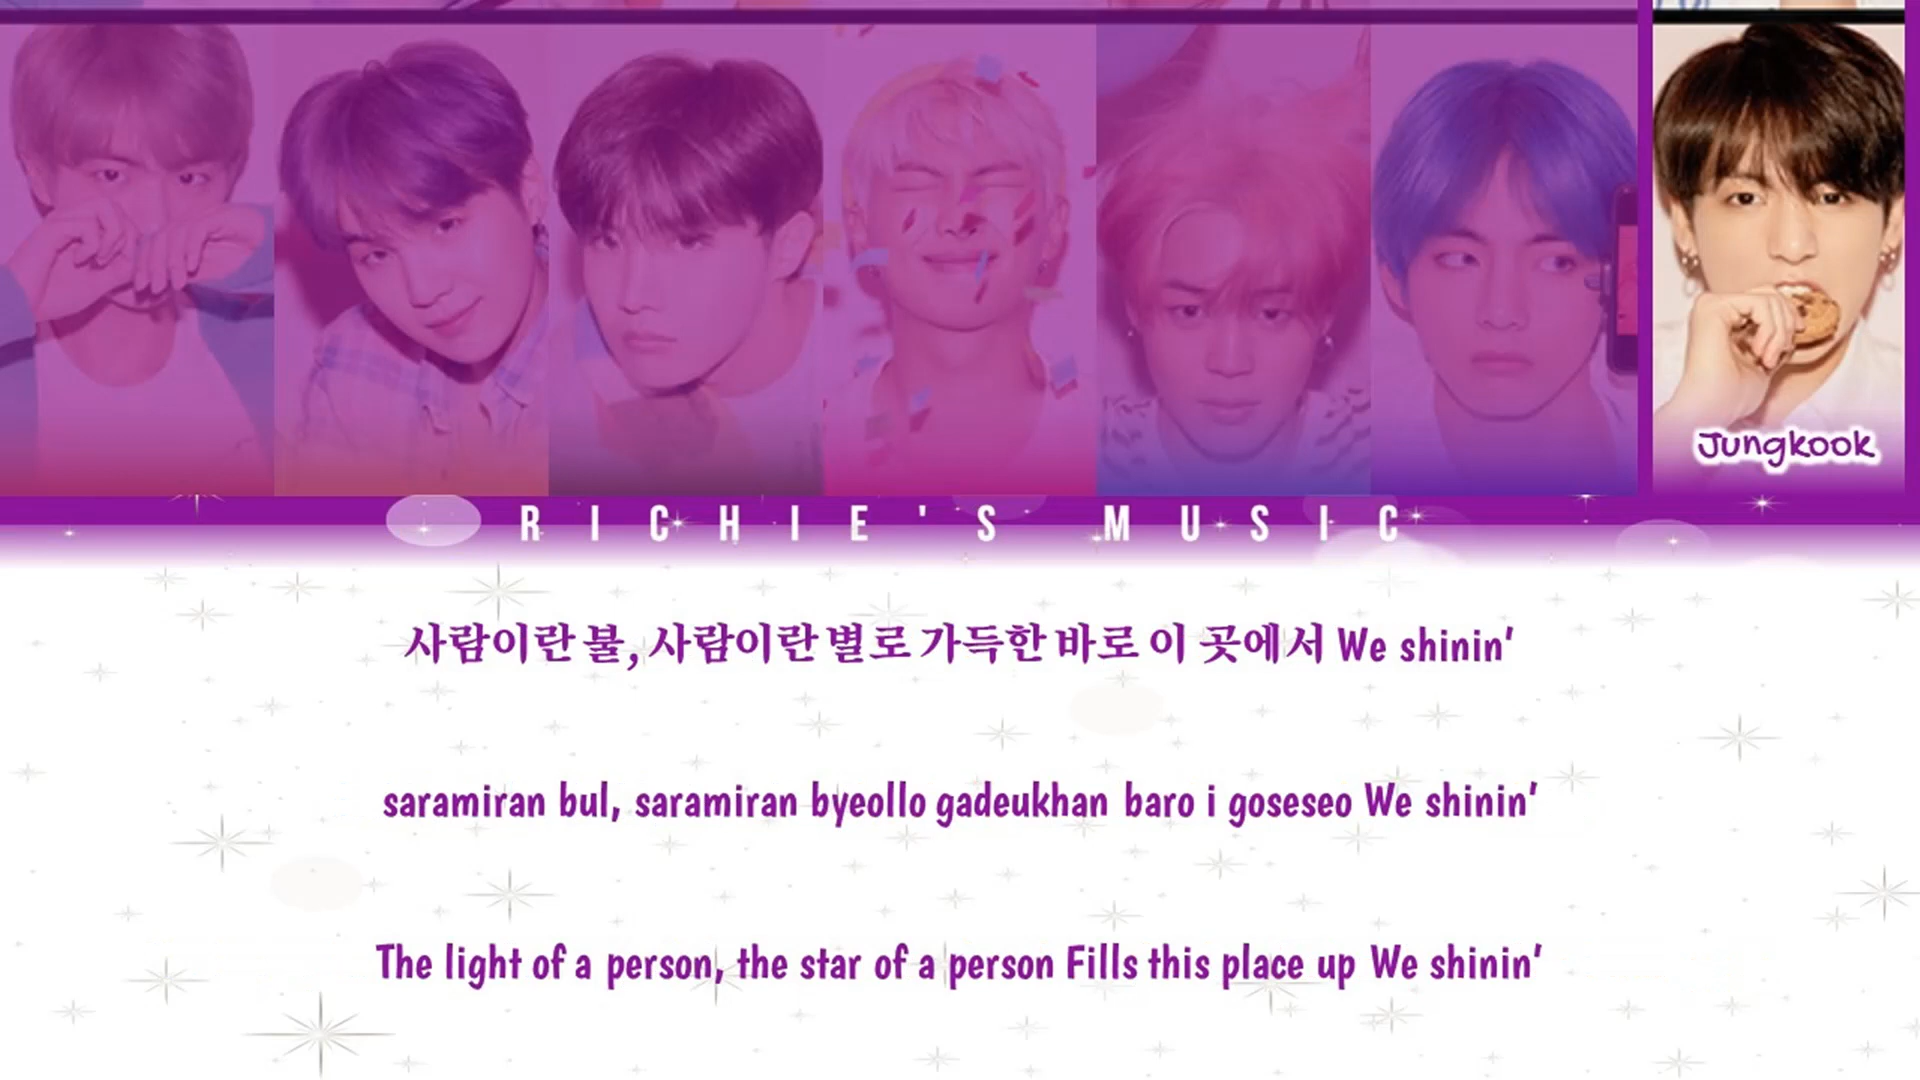 Jungkook
RICHIE'S MUSIC
사람이란 불, 사람이란 별로 가득한 바로 이 곳에서 We shinin’
saramiran bul, saramiran byeollo gadeukhan baro i goseseo We shinin’
The light of a person, the star of a person Fills this place up We shinin’